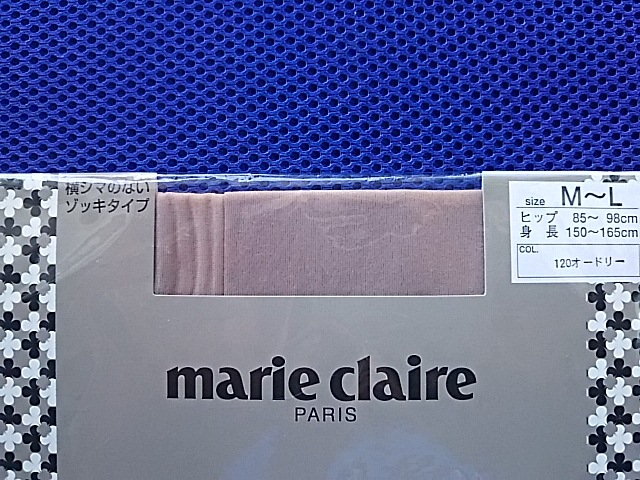 横シマのない
ゾッキタイプ
size M〜L
ヒップ 85〜 98cm
身 長 150〜165cm
COL.
120オードリー
marie claire
PARIS